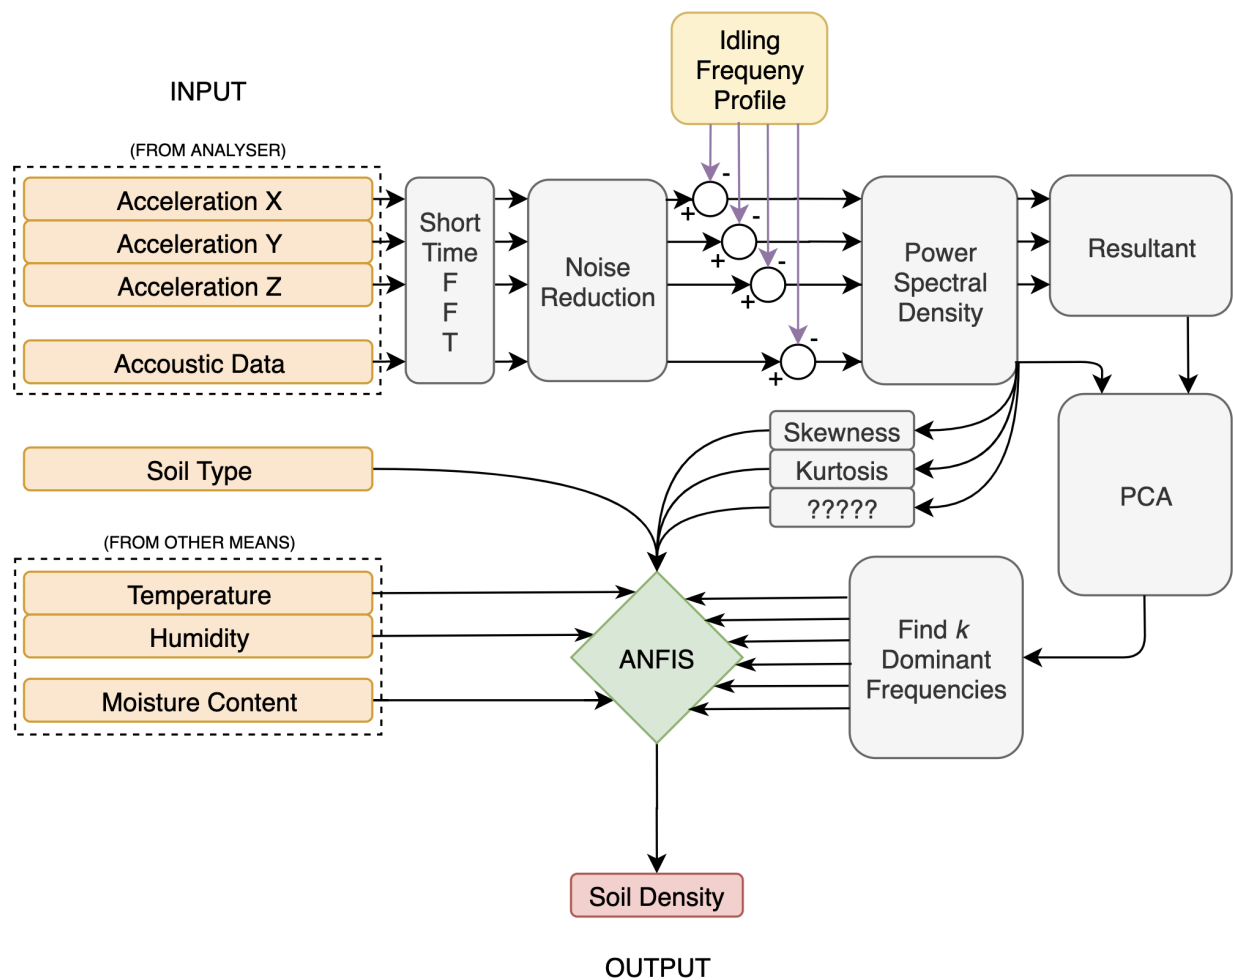 Idling
Frequeny
Profile
INPUT
(FROM ANALYSER)
Acceleration X
Acceleration Y
Acceleration Z
Accoustic Data
Short
Time
F
F
T
Noise
Reduction
-
+
-
+
-
+
-
+
Power
Spectral
Density
Resultant
Skewness
Kurtosis
?????
PCA
Soil Type
(FROM OTHER MEANS)
Temperature
Humidity
Moisture Content
ANFIS
Find k
Dominant
Frequencies
Soil Density
OUTPUT